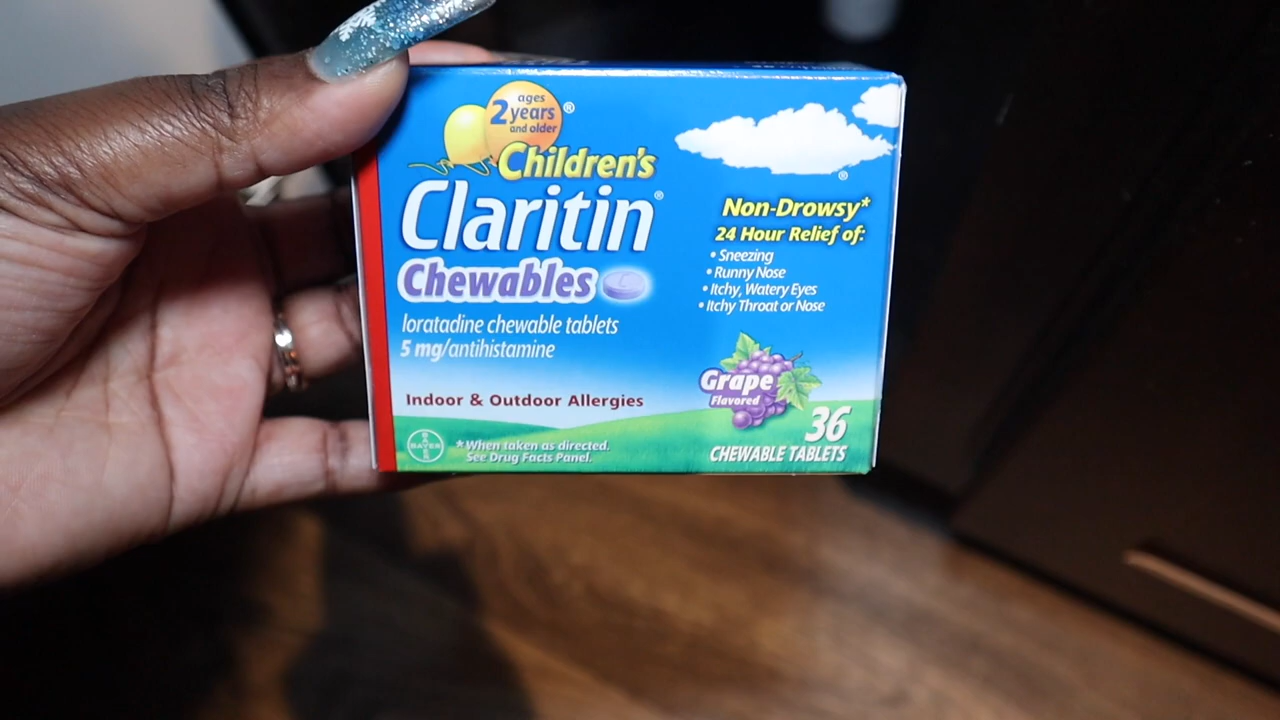 ages
2 years
and older
®
Children's
Claritin®
Chewables
loratadine chewable tablets
5 mg/antihistamine
Indoor & Outdoor Allergies
BAYER
*When taken as directed.
See Drug Facts Panel.
®
Non-Drowsy*
24 Hour Relief of:
• Sneezing
• Runny Nose
• Itchy, Watery Eyes
• Itchy Throat or Nose
Grape
Flavored
36
CHEWABLE TABLETS